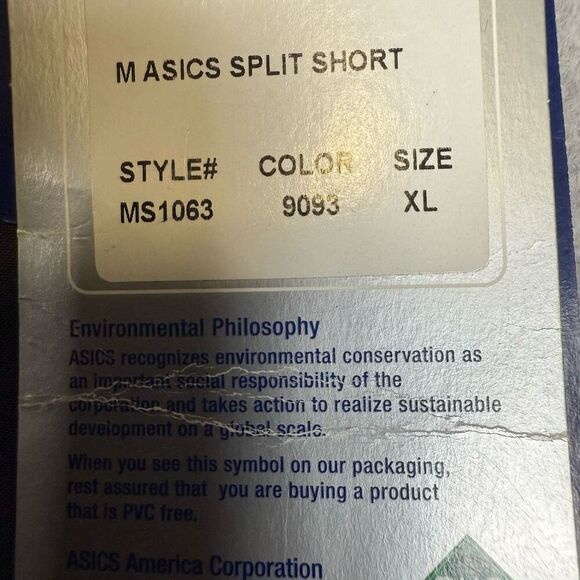 M ASICS SPLIT SHORT
STYLE# COLOR SIZE
MS1063 9093 XL
Environmental Philosophy
ASICS recognizes environmental conservation as
an important social responsibility of the
corporation and takes action to realize sustainable
development on a global scale.
When you see this symbol on our packaging,
rest assured that you are buying a product
that is PVC free.
ASICS America Corporation